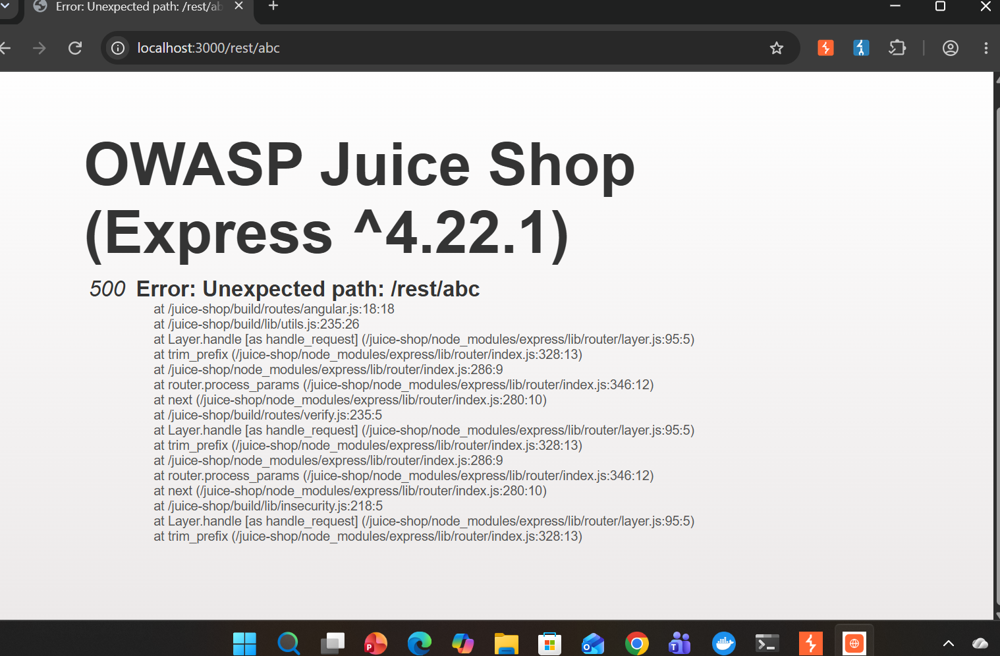 Error: Unexpected path: /rest/ab
localhost:3000/rest/abc
OWASP Juice Shop
(Express ^4.22.1)
500 Error: Unexpected path: /rest/abc
at /juice-shop/build/routes/angular.js:18:18
at /juice-shop/build/lib/utils.js:235:26
at Layer.handle [as handle_request] (/juice-shop/node_modules/express/lib/router/layer.js:95:5)
at trim_prefix (/juice-shop/node_modules/express/lib/router/index.js:328:13)
at /juice-shop/node_modules/express/lib/router/index.js:286:9
at router.process_params (/juice-shop/node_modules/express/lib/router/index.js:346:12)
at next (/juice-shop/node_modules/express/lib/router/index.js:280:10)
at /juice-shop/build/routes/verify.js:235:5
at Layer.handle [as handle_request] (/juice-shop/node_modules/express/lib/router/layer.js:95:5)
at trim_prefix (/juice-shop/node_modules/express/lib/router/index.js:328:13)
at /juice-shop/node_modules/express/lib/router/index.js:286:9
at router.process_params (/juice-shop/node_modules/express/lib/router/index.js:346:12)
at next (/juice-shop/node_modules/express/lib/router/index.js:280:10)
at /juice-shop/build/lib/insecurity.js:218:5
at Layer.handle [as handle_request] (/juice-shop/node_modules/express/lib/router/layer.js:95:5)
at trim_prefix (/juice-shop/node_modules/express/lib/router/index.js:328:13)